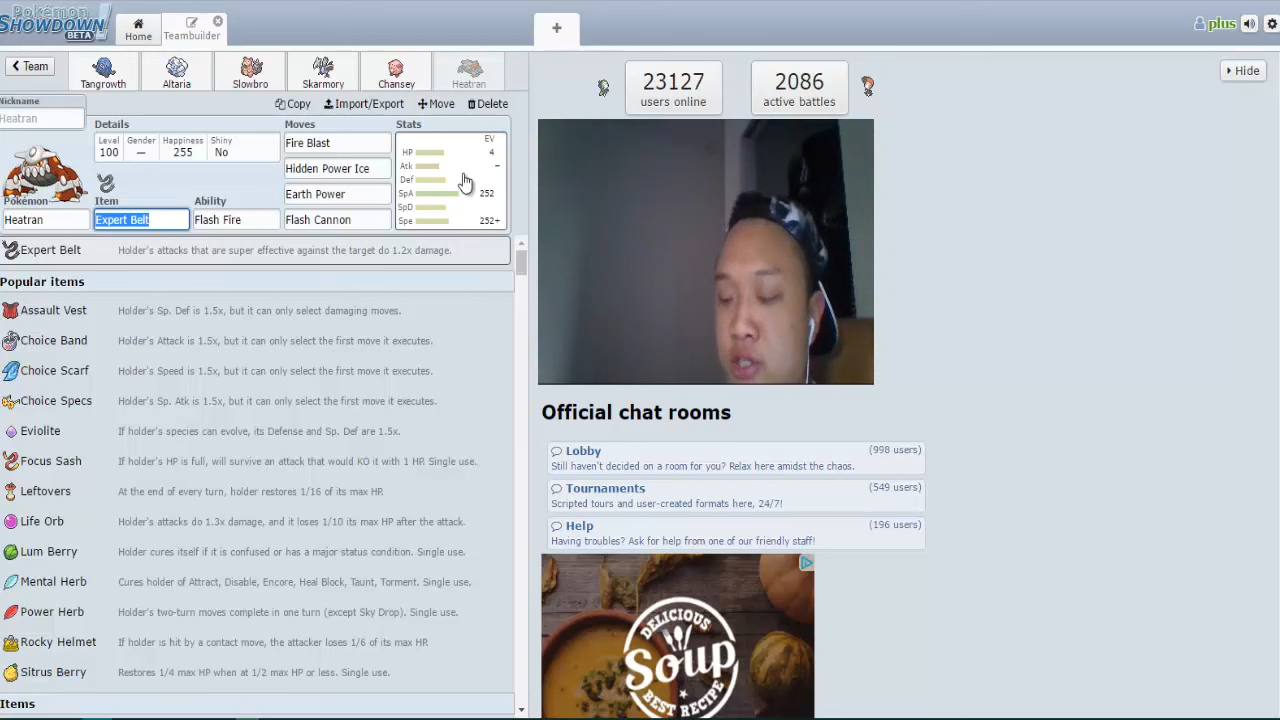 Pokémon
SHOWDOWN!
BETA
Home
Teambuilder
+
plus
< Team
Tangrowth
Altaria
Slowbro
Skarmory
Chansey
Heatran
23127
users online
2086
active battles
Hide
Nickname
Heatran
Copy
Import/Export
Move
Delete
Details
Level
100
Gender
—
Happiness
255
Shiny
No
Moves
Fire Blast
Hidden Power Ice
Earth Power
Flash Cannon
Stats
EV
HP 4
Atk −
Def
SpA 252
SpD
Spe 252+
Pokémon
Heatran
Item
Expert Belt
Ability
Flash Fire
Expert Belt Holder's attacks that are super effective against the target do 1.2x damage.
Popular items
Assault Vest Holder's Sp. Def is 1.5x, but it can only select damaging moves.
Choice Band Holder's Attack is 1.5x, but it can only select the first move it executes.
Choice Scarf Holder's Speed is 1.5x, but it can only select the first move it executes.
Choice Specs Holder's Sp. Atk is 1.5x, but it can only select the first move it executes.
Eviolite If holder's species can evolve, its Defense and Sp. Def are 1.5x.
Focus Sash If holder's HP is full, will survive an attack that would KO it with 1 HP. Single use.
Leftovers At the end of every turn, holder restores 1/16 of its max HP.
Life Orb Holder's attacks do 1.3x damage, and it loses 1/10 its max HP after the attack.
Lum Berry Holder cures itself if it is confused or has a major status condition. Single use.
Mental Herb Cures holder of Attract, Disable, Encore, Heal Block, Taunt, Torment. Single use.
Power Herb Holder's two-turn moves complete in one turn (except Sky Drop). Single use.
Rocky Helmet If holder is hit by a contact move, the attacker loses 1/6 of its max HP.
Sitrus Berry Restores 1/4 max HP when at 1/2 max HP or less. Single use.
Items
Official chat rooms
Lobby (998 users)
Still haven't decided on a room for you? Relax here amidst the chaos.
Tournaments (549 users)
Scripted tours and user-created formats here, 24/7!
Help (196 users)
Having troubles? Ask for help from one of our friendly staff!
DELICIOUS
Soup
BEST RECIPE
FROM